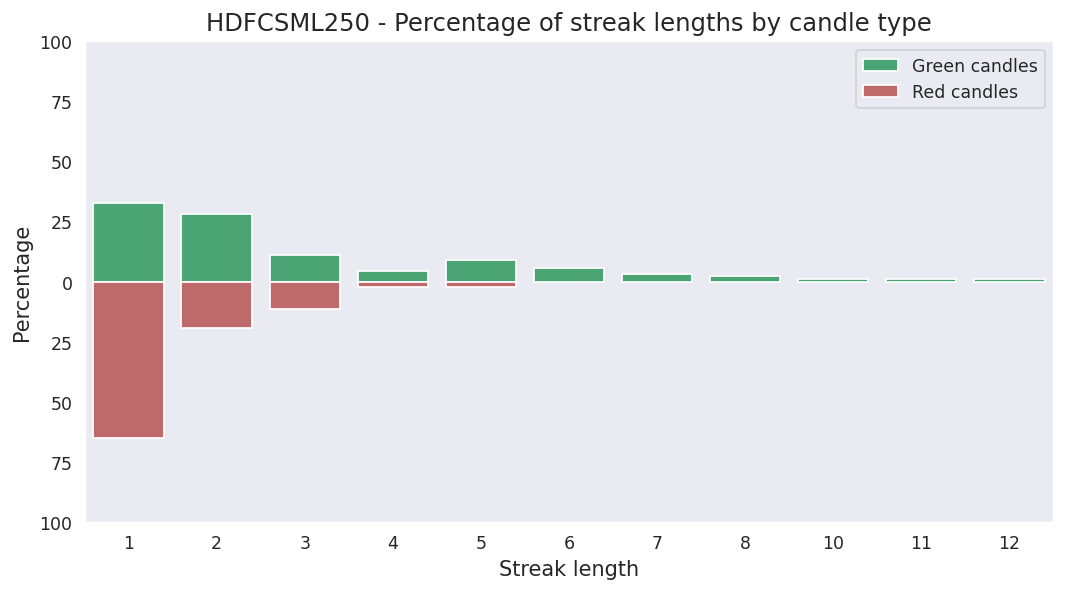 HDFCSML250 - Percentage of streak lengths by candle type
Green candles
Red candles
Percentage
100
75
50
25
0
25
50
75
100
1 2 3 4 5 6 7 8 10 11 12
Streak length